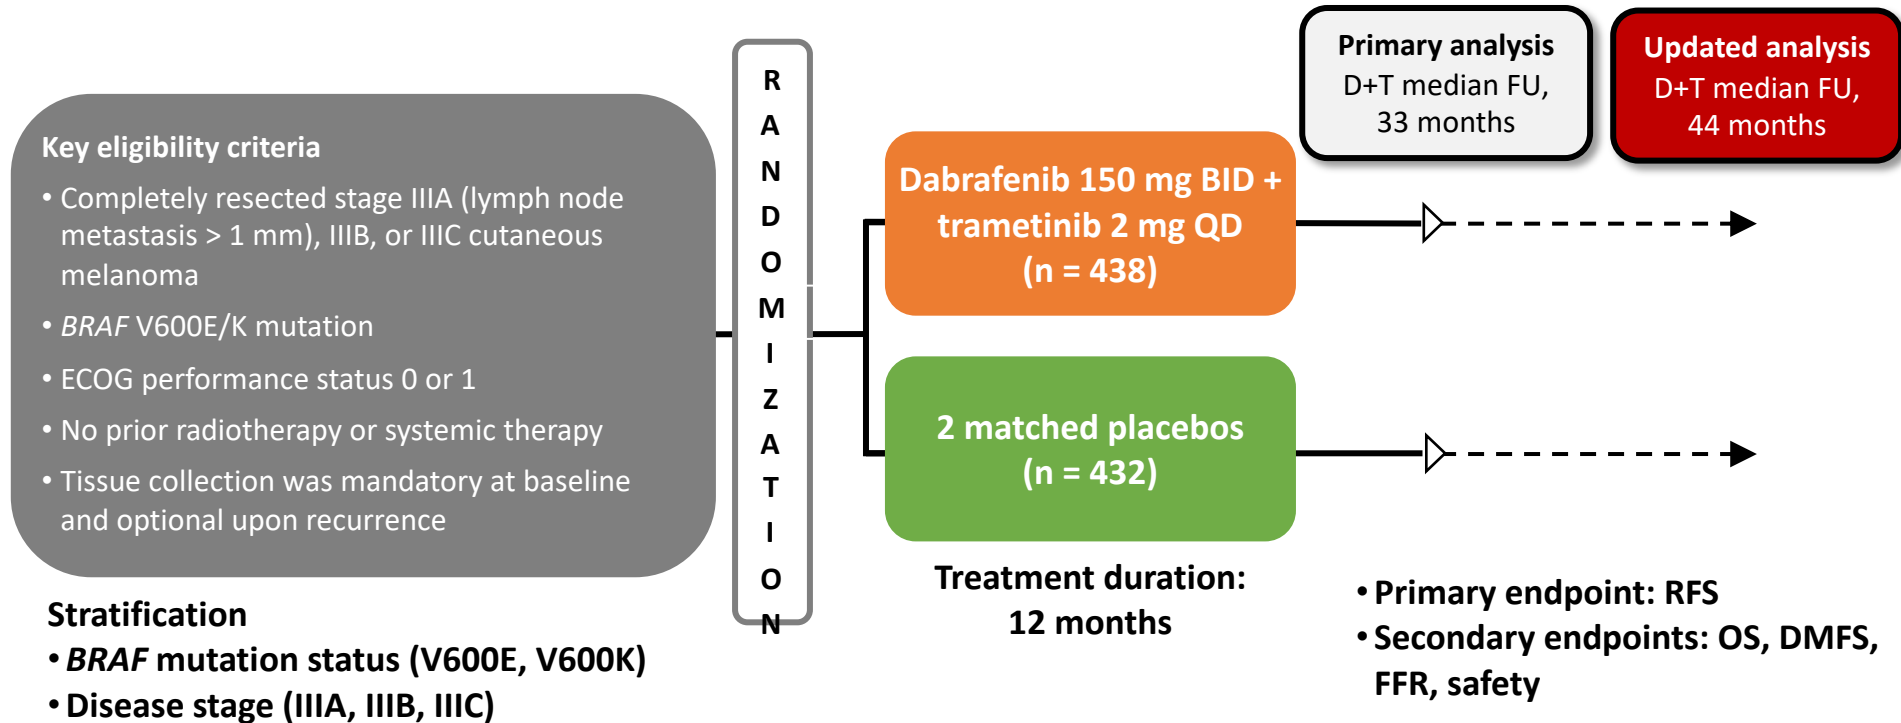 Key eligibility criteria
• Completely resected stage IIIA (lymph node
metastasis > 1 mm), IIIB, or IIIC cutaneous
melanoma
• BRAF V600E/K mutation
• ECOG performance status 0 or 1
• No prior radiotherapy or systemic therapy
• Tissue collection was mandatory at baseline
and optional upon recurrence
Stratification
• BRAF mutation status (V600E, V600K)
• Disease stage (IIIA, IIIB, IIIC)
R
A
N
D
O
M
I
Z
A
T
I
O
N
Dabrafenib 150 mg BID +
trametinib 2 mg QD
(n = 438)
2 matched placebos
(n = 432)
Treatment duration:
12 months
Primary analysis
D+T median FU,
33 months
Updated analysis
D+T median FU,
44 months
• Primary endpoint: RFS
• Secondary endpoints: OS, DMFS,
FFR, safety